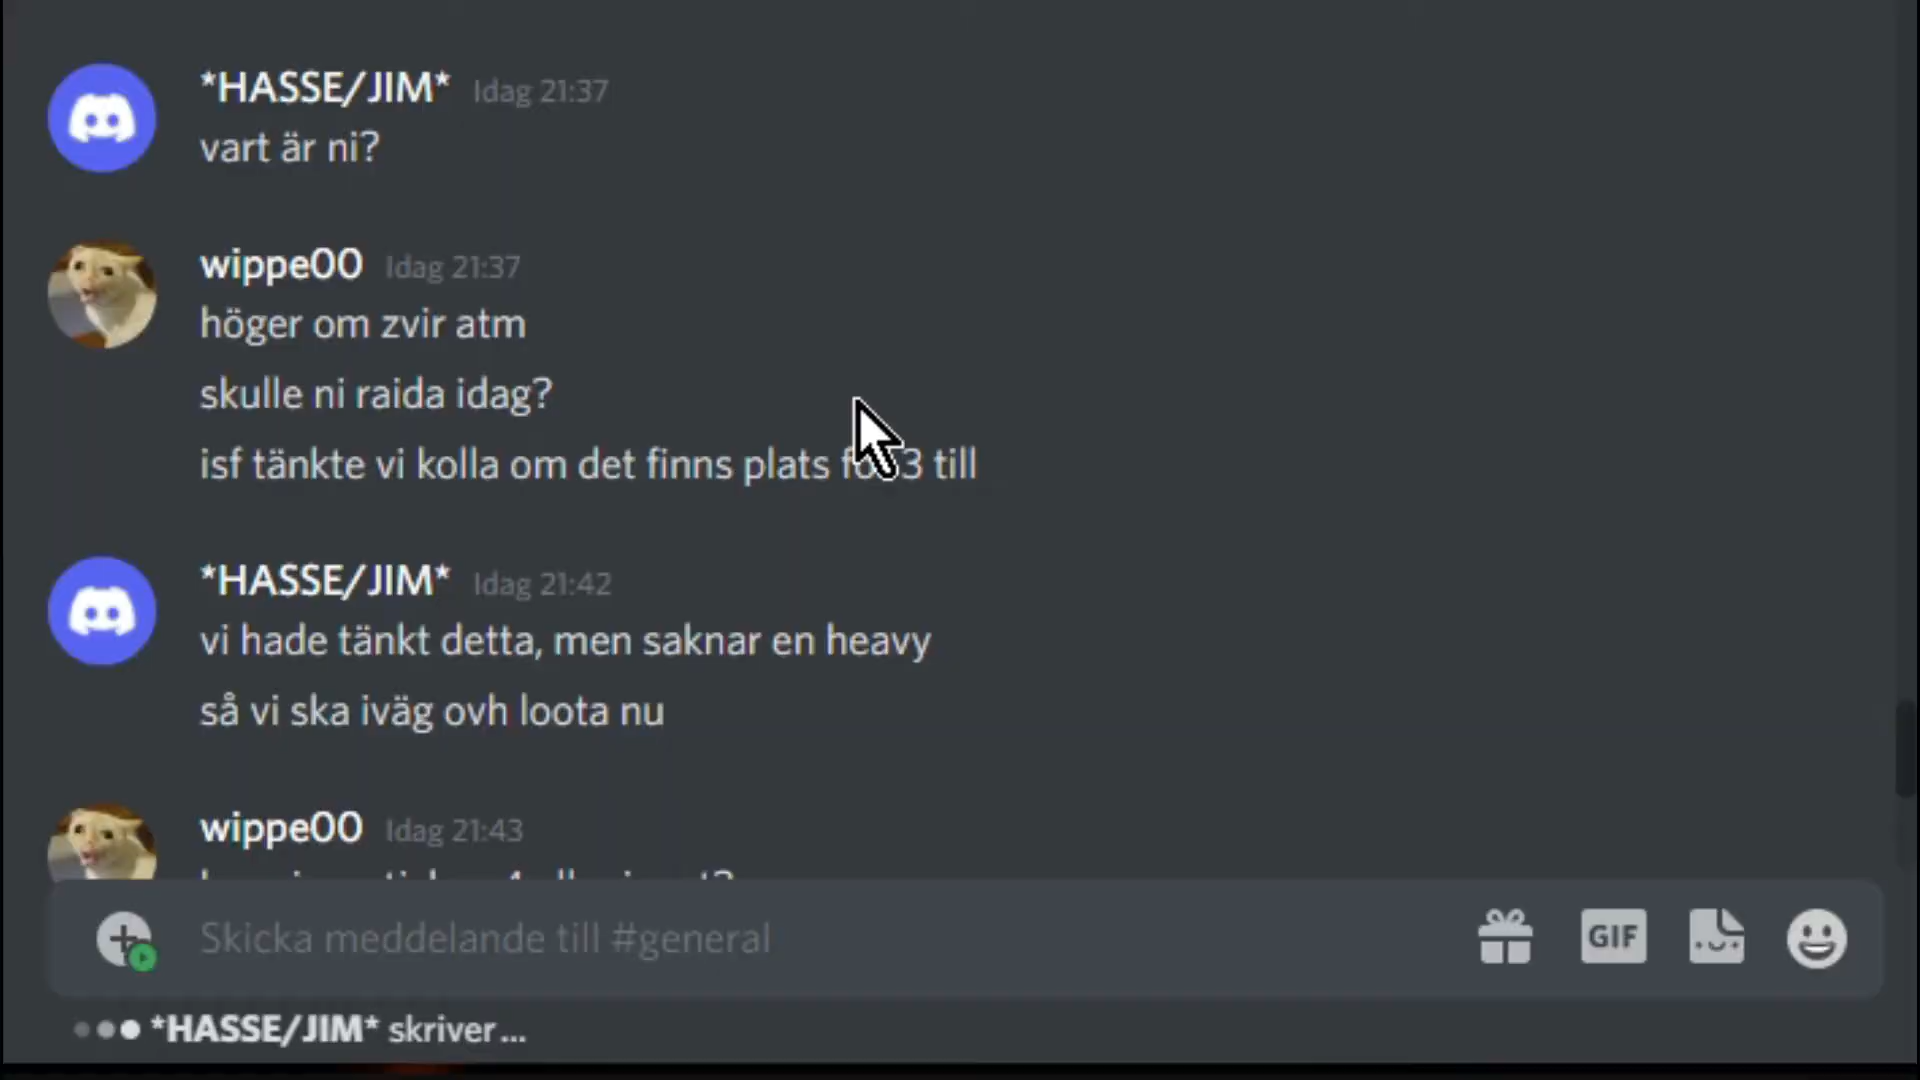 *HASSE/JIM* Idag 21:37
vart är ni?
wippe00 Idag 21:37
höger om zvir atm
skulle ni raida idag?
isf tänkte vi kolla om det finns plats 3 till
*HASSE/JIM* Idag 21:42
vi hade tänkt detta, men saknar en heavy
så vi ska iväg ovh loota nu
wippe00 Idag 21:43
Skicka meddelande till #general
GIF
*HASSE/JIM* skriver...